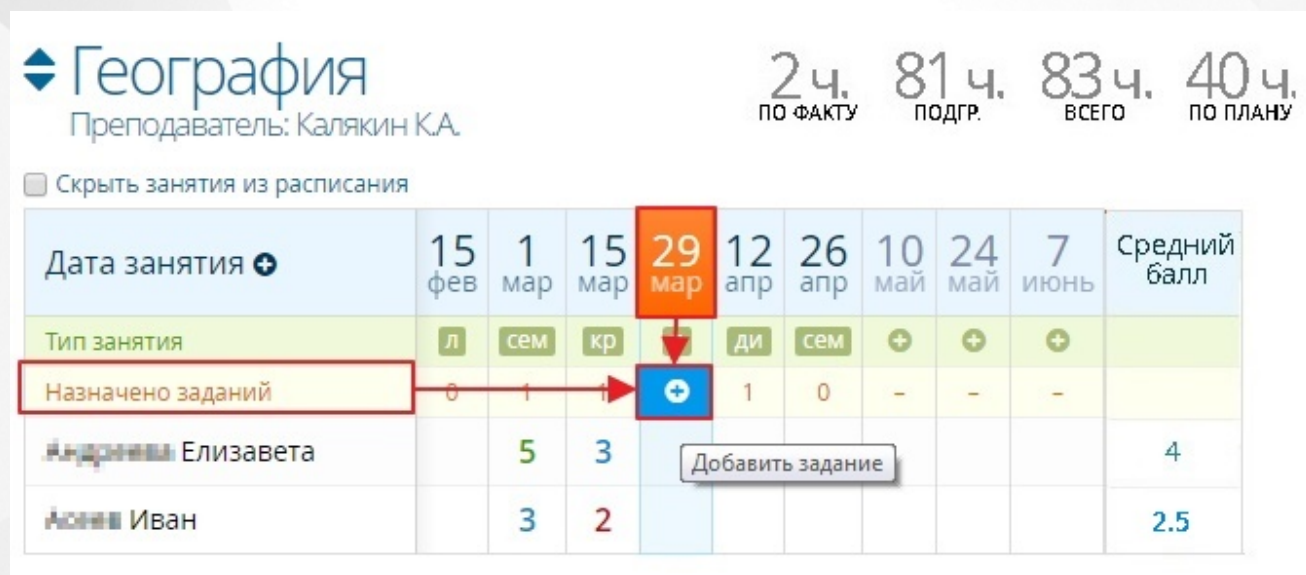 География
Преподаватель: Калякин К.А.
2 ч. 81 ч. 83 ч. 40 ч.
ПО ФАКТУ ПОДГР. ВСЕГО ПО ПЛАНУ
Скрыть занятия из расписания
Дата занятия 15 фев 1 мар 15 мар 29 мар 12 апр 26 апр 10 май 24 май 7 июнь Средний балл
Тип занятия л сем кр ди сем
Назначено заданий 0 1 1 1 0 – – –
Елизавета 5 3 4
Добавить задание
Иван 3 2 2.5